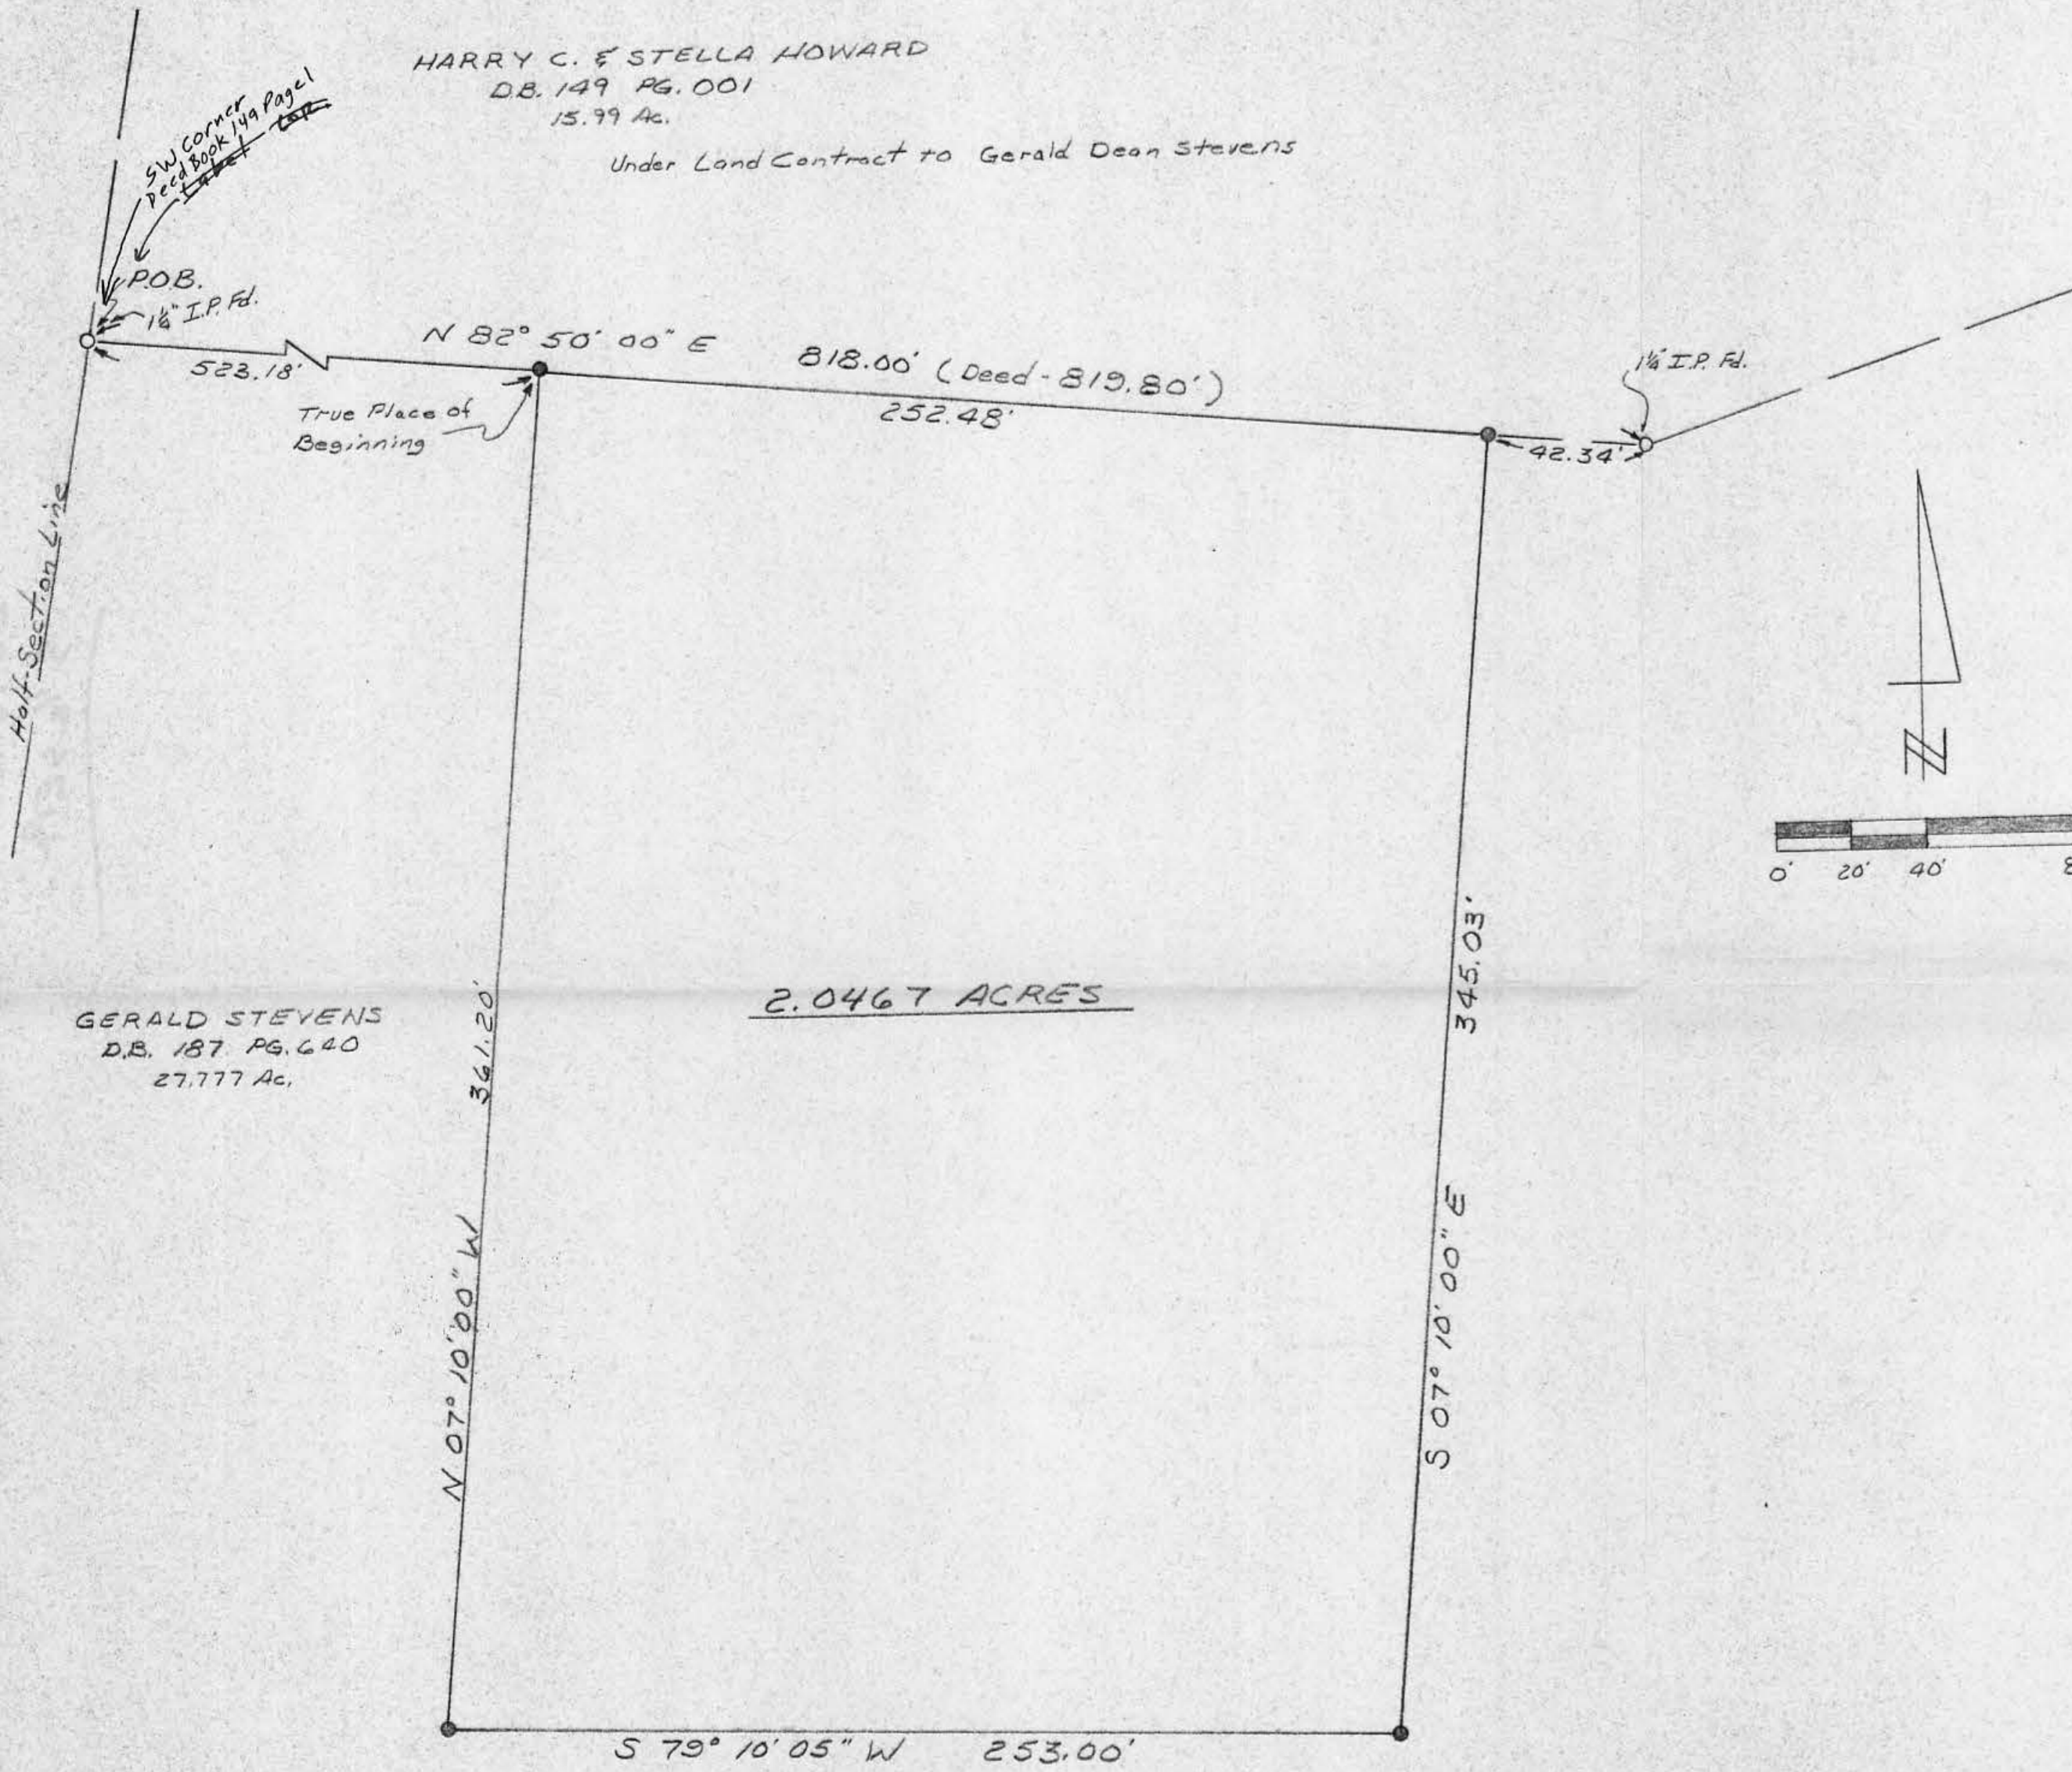 HARRY C. & STELLA HOWARD
D.B. 149 PG. 001
15.99 Ac.
Under Land Contract to Gerald Dean Stevens
SW Corner
Deed Book 149 Page 1
P.O.B.
1¼" I.P. Fd.
523.18'
N 82° 50' 00" E
818.00' (Deed-819.80')
252.48'
1¼" I.P. Fd.
42.34'
True Place of
Beginning
Half-Section Line
N
0' 20' 40' 8
GERALD STEVENS
D.B. 187 PG. 640
27.777 Ac.
361.20'
N 07° 10' 00" W
2.0467 ACRES
345.03'
S 07° 10' 00" E
S 79° 10' 05" W 253.00'